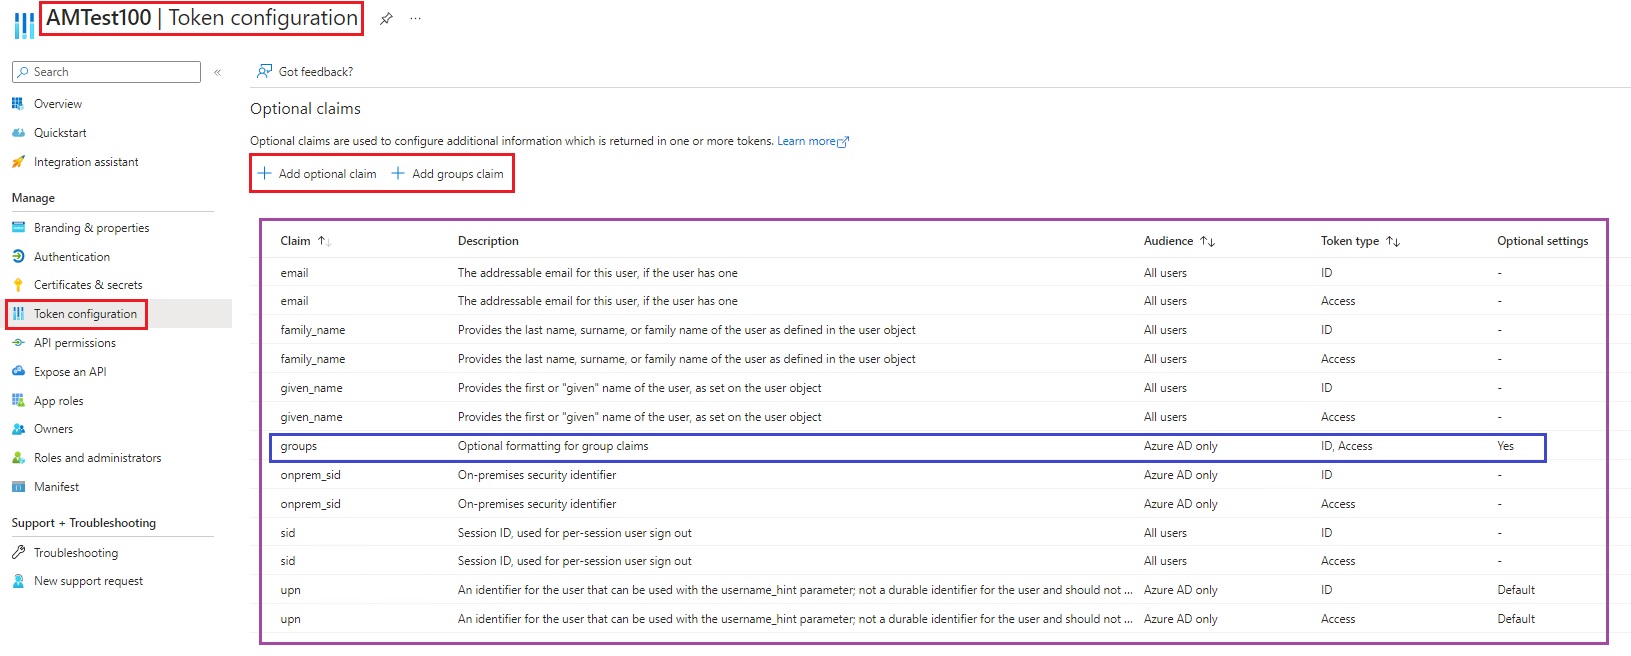 AMTest100 | Token configuration
Search
Overview
Quickstart
Integration assistant
Manage
Branding & properties
Authentication
Certificates & secrets
Token configuration
API permissions
Expose an API
App roles
Owners
Roles and administrators
Manifest
Support + Troubleshooting
Troubleshooting
New support request
Got feedback?
Optional claims
Optional claims are used to configure additional information which is returned in one or more tokens. Learn more
Add optional claim Add groups claim
Claim Description Audience Token type Optional settings
email The addressable email for this user, if the user has one All users ID -
email The addressable email for this user, if the user has one All users Access -
family_name Provides the last name, surname, or family name of the user as defined in the user object All users ID -
family_name Provides the last name, surname, or family name of the user as defined in the user object All users Access -
given_name Provides the first or "given" name of the user, as set on the user object All users ID -
given_name Provides the first or "given" name of the user, as set on the user object All users Access -
groups Optional formatting for group claims Azure AD only ID, Access Yes
onprem_sid On-premises security identifier Azure AD only ID -
onprem_sid On-premises security identifier Azure AD only Access -
sid Session ID, used for per-session user sign out All users ID -
sid Session ID, used for per-session user sign out All users Access -
upn An identifier for the user that can be used with the username_hint parameter; not a durable identifier for the user and should not ... Azure AD only ID Default
upn An identifier for the user that can be used with the username_hint parameter; not a durable identifier for the user and should not ... Azure AD only Access Default